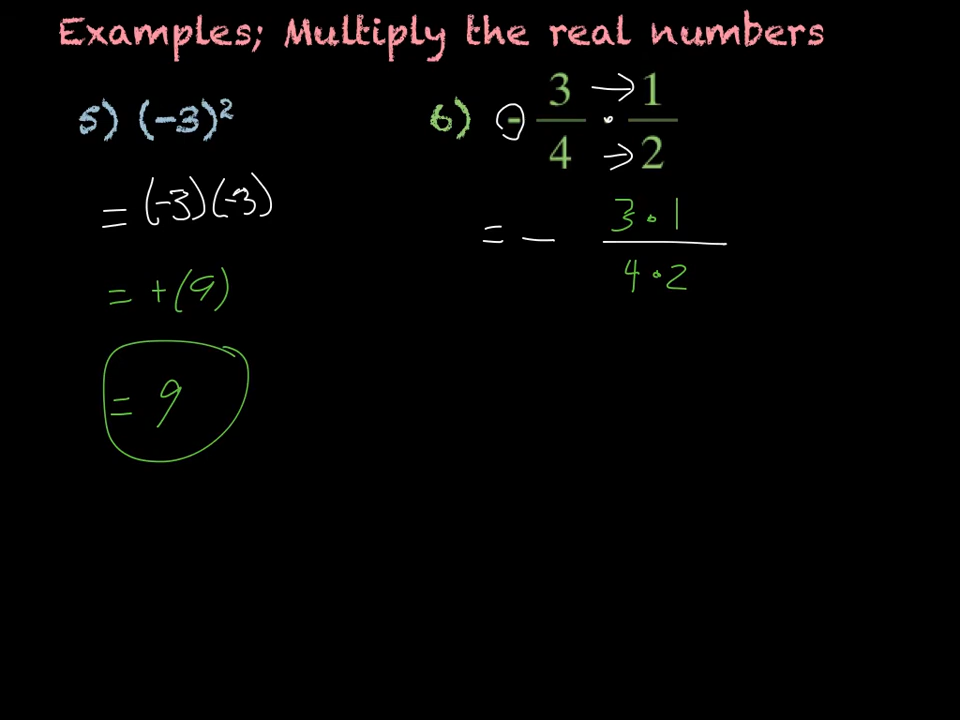 Examples; Multiply the real numbers
5) (-3)²
= (-3)(-3)
= +(9)
= 9
6) - 3/4 · 1/2
= - 3·1/4·2